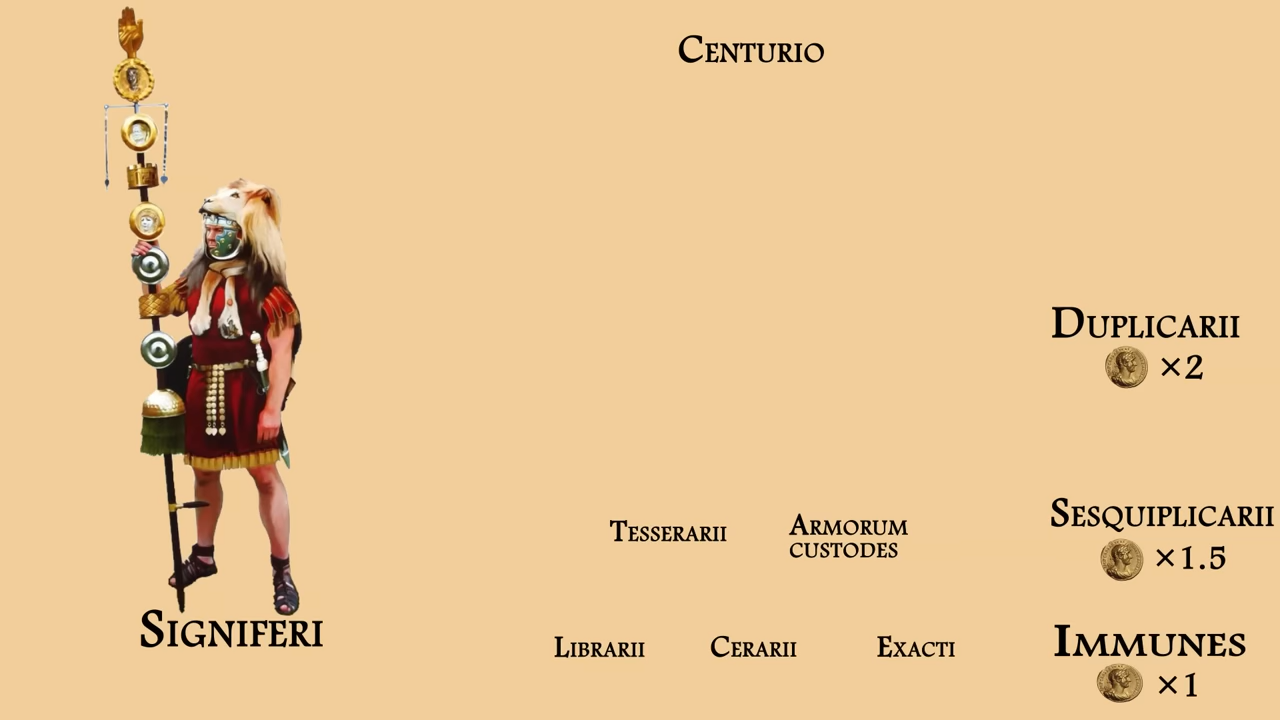 Centurio
Duplicarii
×2
Tesserarii
Armorum
custodes
Sesquiplicarii
×1.5
Signiferi
Librarii
Cerarii
Exacti
Immunes
×1